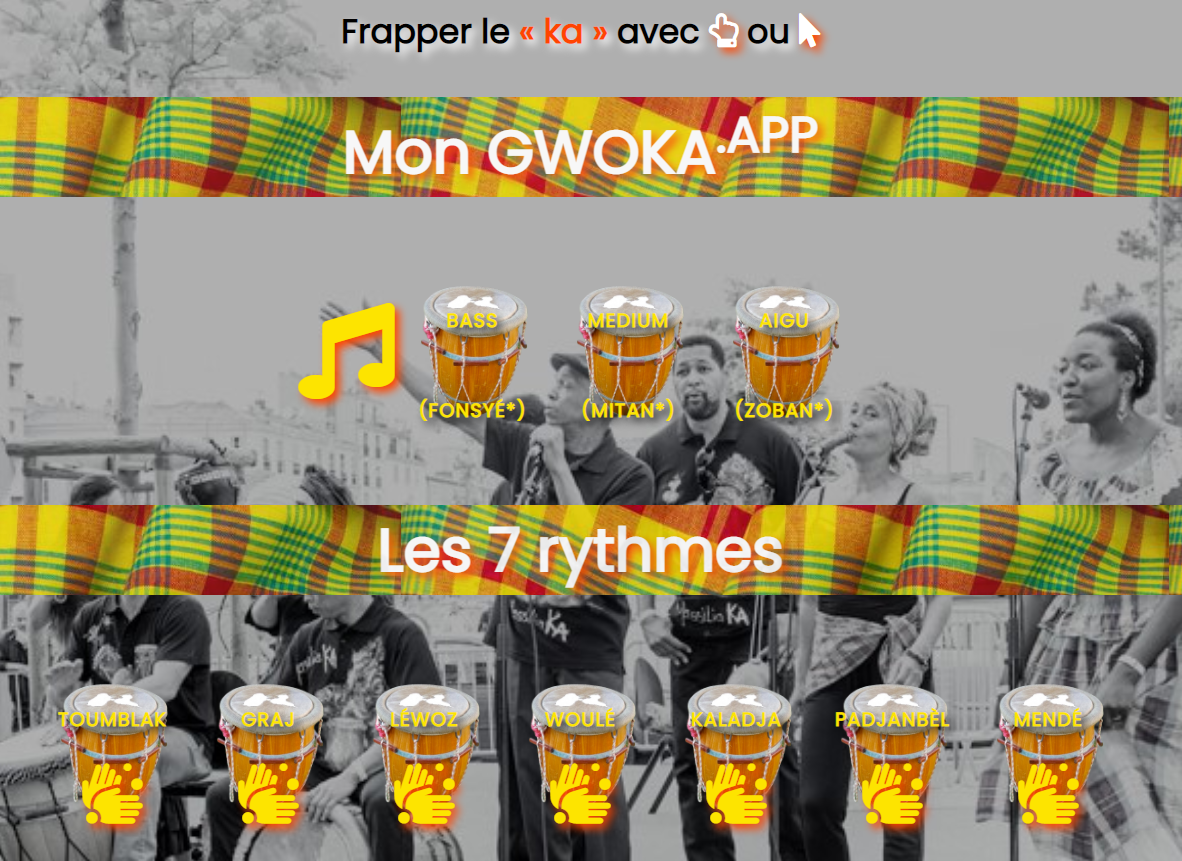 Frapper le « ka » avec ou
Mon GWOKA.APP
BASS MEDIUM AIGU
(FONSYÉ*) (MITAN*) (ZOBAN*)
Les 7 rythmes
TOUMBLAK GRAJ LÉWOZ WOULÉ KALADJA PADJANBÈL MENDÉ